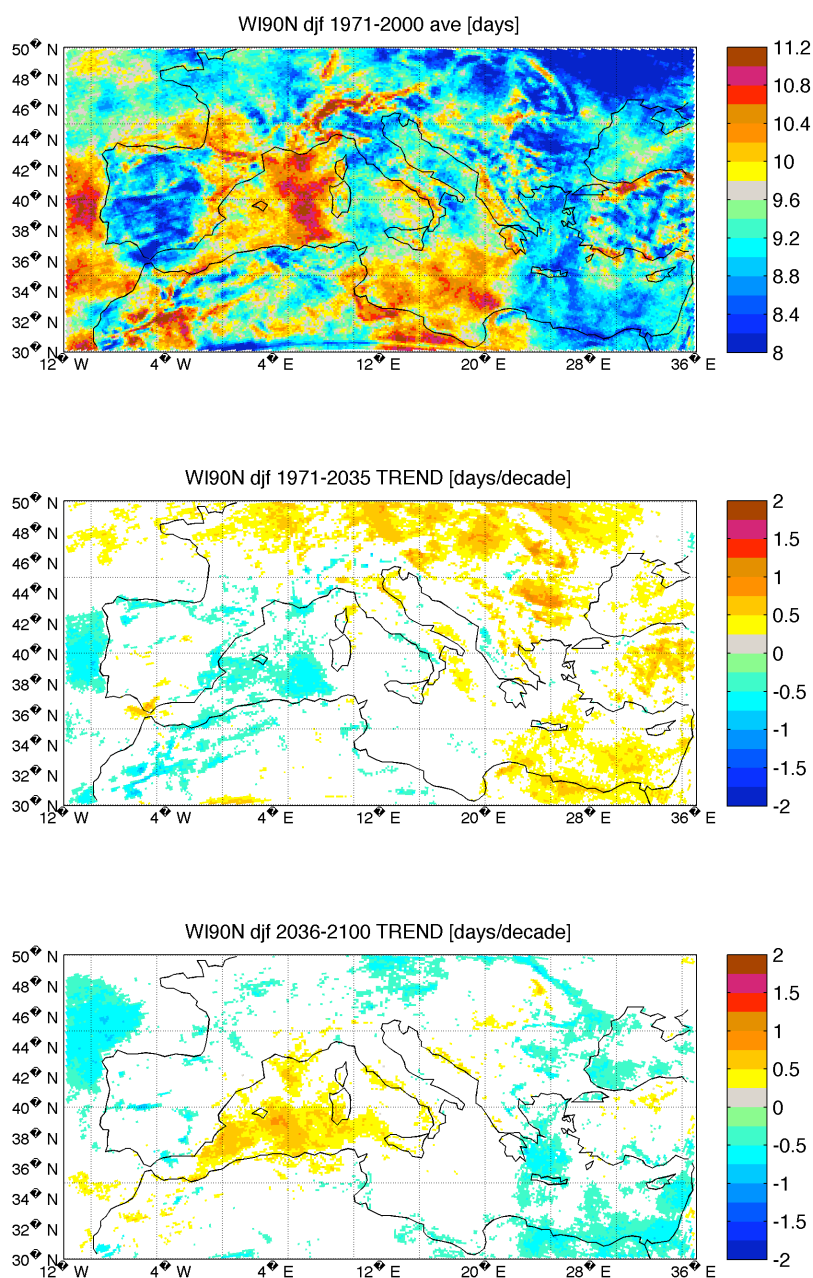 WI90N djf 1971-2000 ave [days]
50� N
48� N
46� N
44� N
42� N
40� N
38� N
36� N
34� N
32� N
30� N
12� W
4� W
4� E
12� E
20� E
28� E
36� E
11.2
10.8
10.4
10
9.6
9.2
8.8
8.4
8
WI90N djf 1971-2035 TREND [days/decade]
50� N
48� N
46� N
44� N
42� N
40� N
38� N
36� N
34� N
32� N
30� N
12� W
4� W
4� E
12� E
20� E
28� E
36� E
2
1.5
1
0.5
0
-0.5
-1
-1.5
-2
WI90N djf 2036-2100 TREND [days/decade]
50� N
48� N
46� N
44� N
42� N
40� N
38� N
36� N
34� N
32� N
30� N
12� W
4� W
4� E
12� E
20� E
28� E
36� E
2
1.5
1
0.5
0
-0.5
-1
-1.5
-2